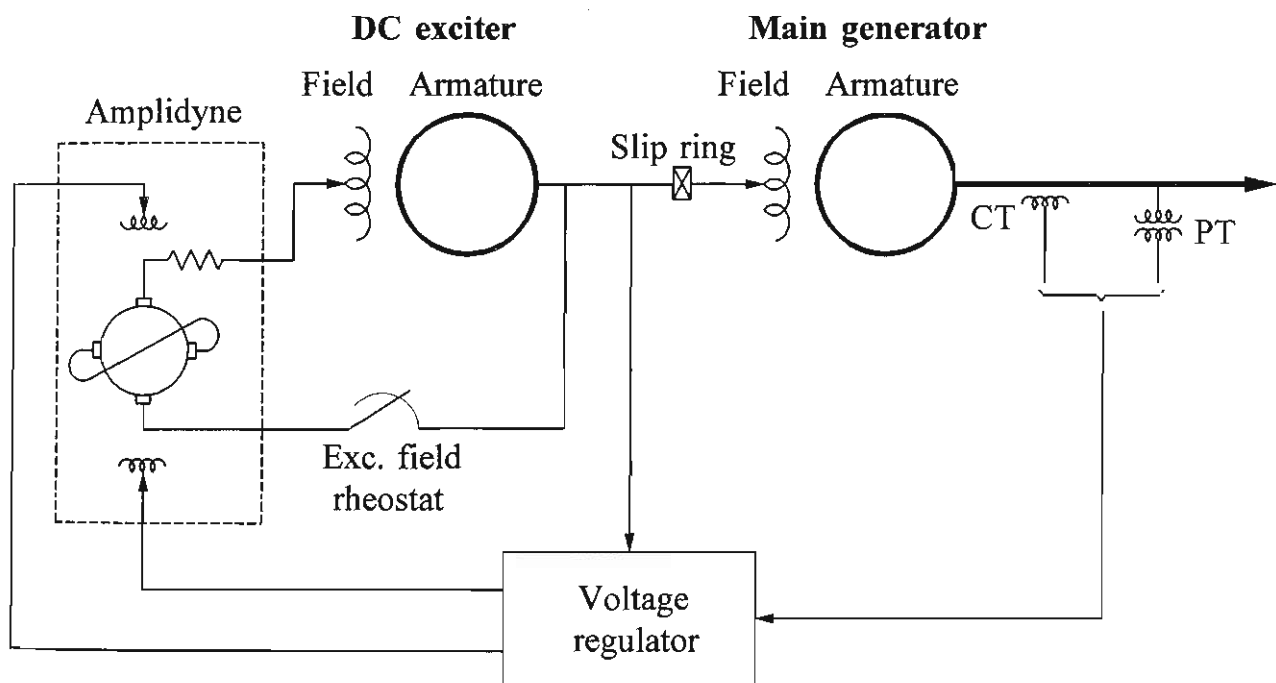 DC exciter
Main generator
Field
Armature
Field
Armature
Amplidyne
Slip ring
CT
PT
Exc. field
rheostat
Voltage
regulator